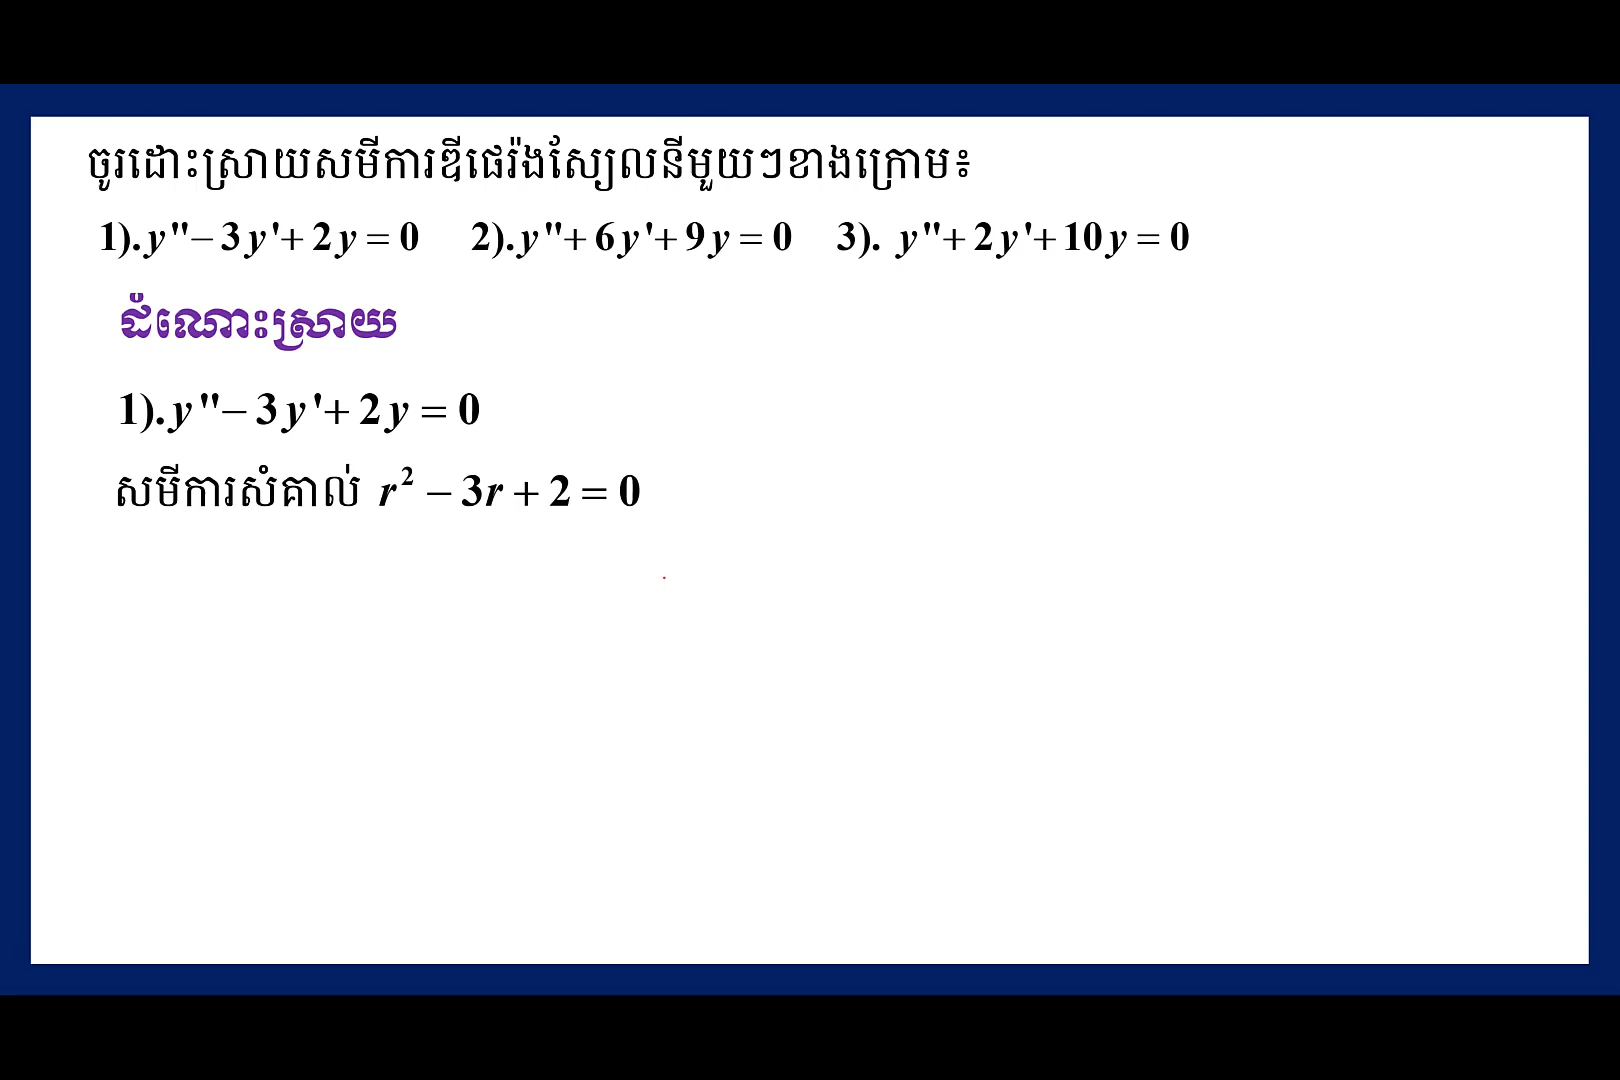 ចូរដោះស្រាយសមីការឌីផេរ៉ង់ស្យែលនីមួយៗខាងក្រោម៖
1).y"− 3y'+ 2y = 0 2).y"+ 6y'+ 9y = 0 3). y"+ 2y'+10y = 0
ដំណោះស្រាយ
1).y"− 3y'+ 2y = 0
សមីការសំគាល់ r² − 3r + 2 = 0